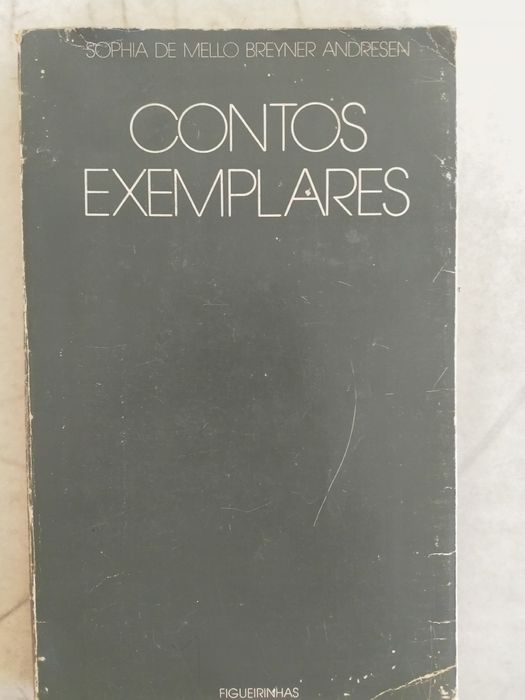 SOPHIA DE MELLO BREYNER ANDRESEN
CONTOS
EXEMPLARES
FIGUEIRINHAS